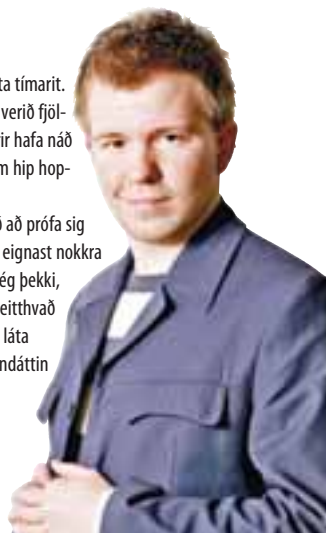 ta tímarit.
verið fjöl-
ir hafa náð
m hip hop-
ð að prófa sig
eignast nokkra
ég þekki,
eitthvað
láta
ndáttin